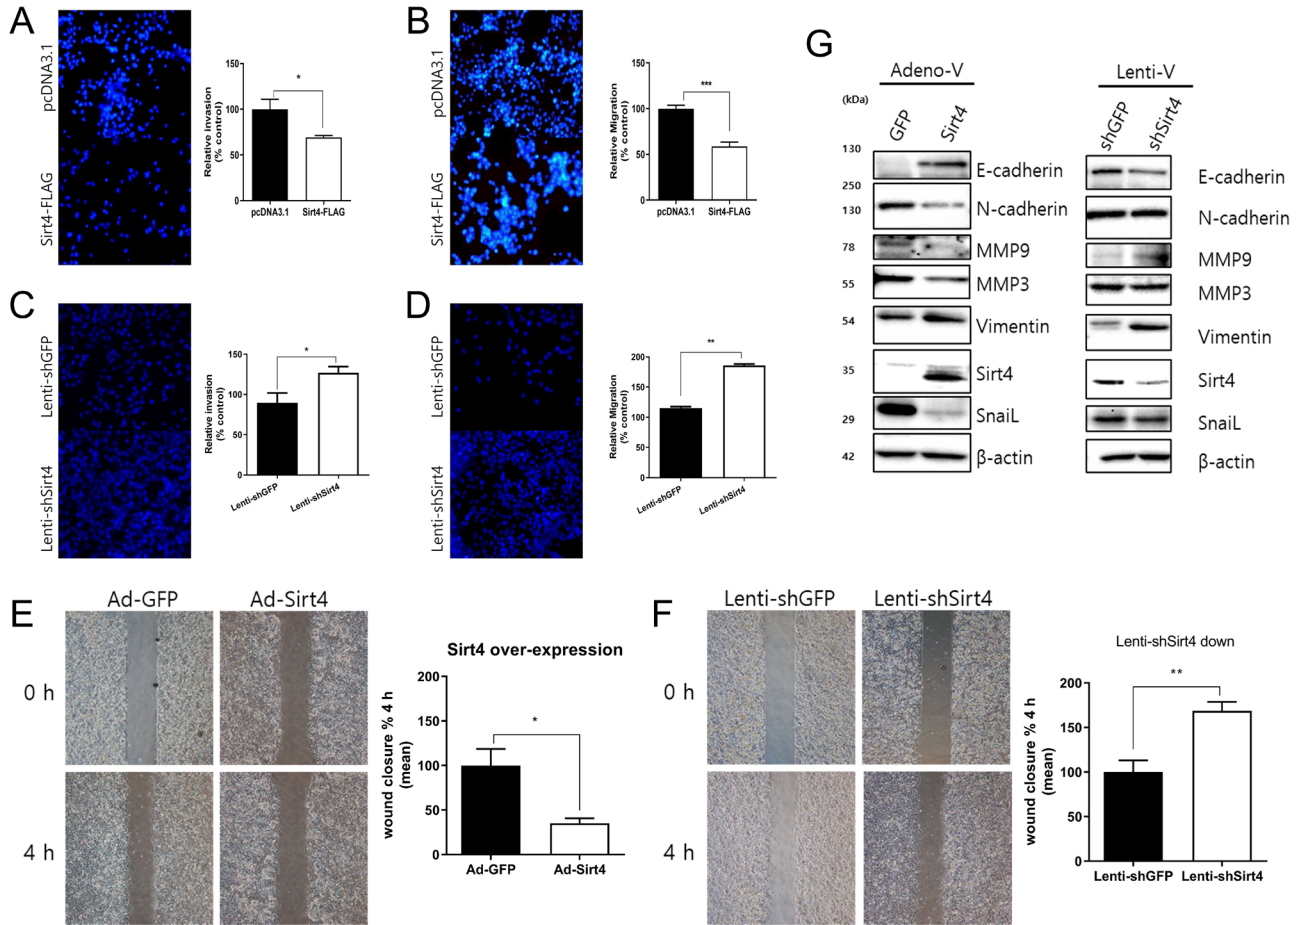 A
pcDNA3.1
Sirt4-FLAG
Relative invasion
(% control)
150
100
50
0
*
pcDNA3.1
Sirt4-FLAG
B
pcDNA3.1
Sirt4-FLAG
Relative Migration
(% control)
150
100
50
0
***
pcDNA3.1
Sirt4-FLAG
C
Lenti-shGFP
Lenti-shSirt4
Relative invasion
(% control)
150
100
50
0
*
Lenti-shGFP
Lenti-shSirt4
D
Lenti-shGFP
Lenti-shSirt4
Relative Migration
(% control)
200
150
100
50
0
**
Lenti-shGFP
Lenti-shSirt4
G
Adeno-V
Lenti-V
(kDa)
GFP
Sirt4
shGFP
shSirt4
130
E-cadherin
E-cadherin
250
130
N-cadherin
N-cadherin
78
MMP9
MMP9
55
MMP3
MMP3
54
Vimentin
Vimentin
35
Sirt4
Sirt4
29
SnaiL
SnaiL
42
β-actin
β-actin
E
Ad-GFP
Ad-Sirt4
0 h
4 h
Sirt4 over-expression
wound closure % 4 h
(mean)
200
150
100
50
0
*
Ad-GFP
Ad-Sirt4
F
Lenti-shGFP
Lenti-shSirt4
0 h
4 h
Lenti-shSirt4 down
wound closure % 4 h
(mean)
200
150
100
50
0
**
Lenti-shGFP
Lenti-shSirt4